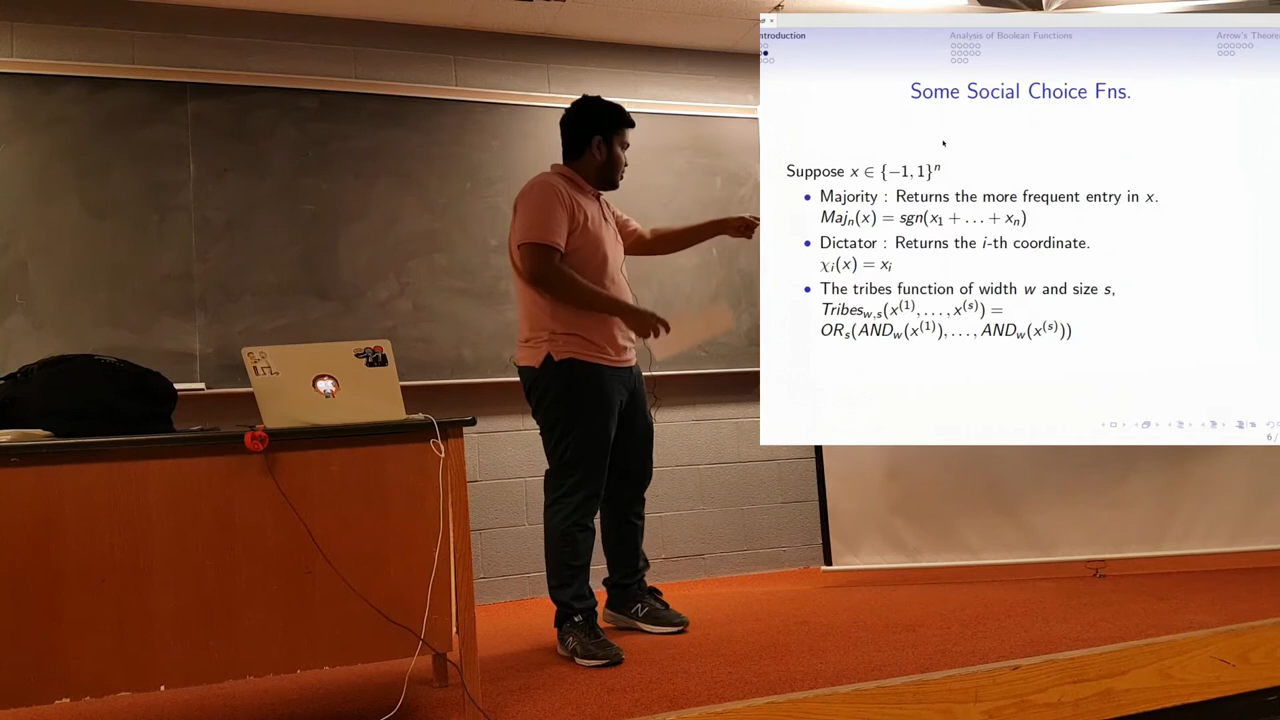 ntroduction
Analysis of Boolean Functions
Arrow's Theore
Some Social Choice Fns.
Suppose x ∈ {−1, 1}ⁿ
• Majority : Returns the more frequent entry in x.
Majₙ(x) = sgn(x₁ + … + xₙ)
• Dictator : Returns the i-th coordinate.
χᵢ(x) = xᵢ
• The tribes function of width w and size s,
Tribes_{w,s}(x⁽¹⁾, …, x⁽ˢ⁾) =
OR_s(AND_w(x⁽¹⁾), …, AND_w(x⁽ˢ⁾))
6/
N
N